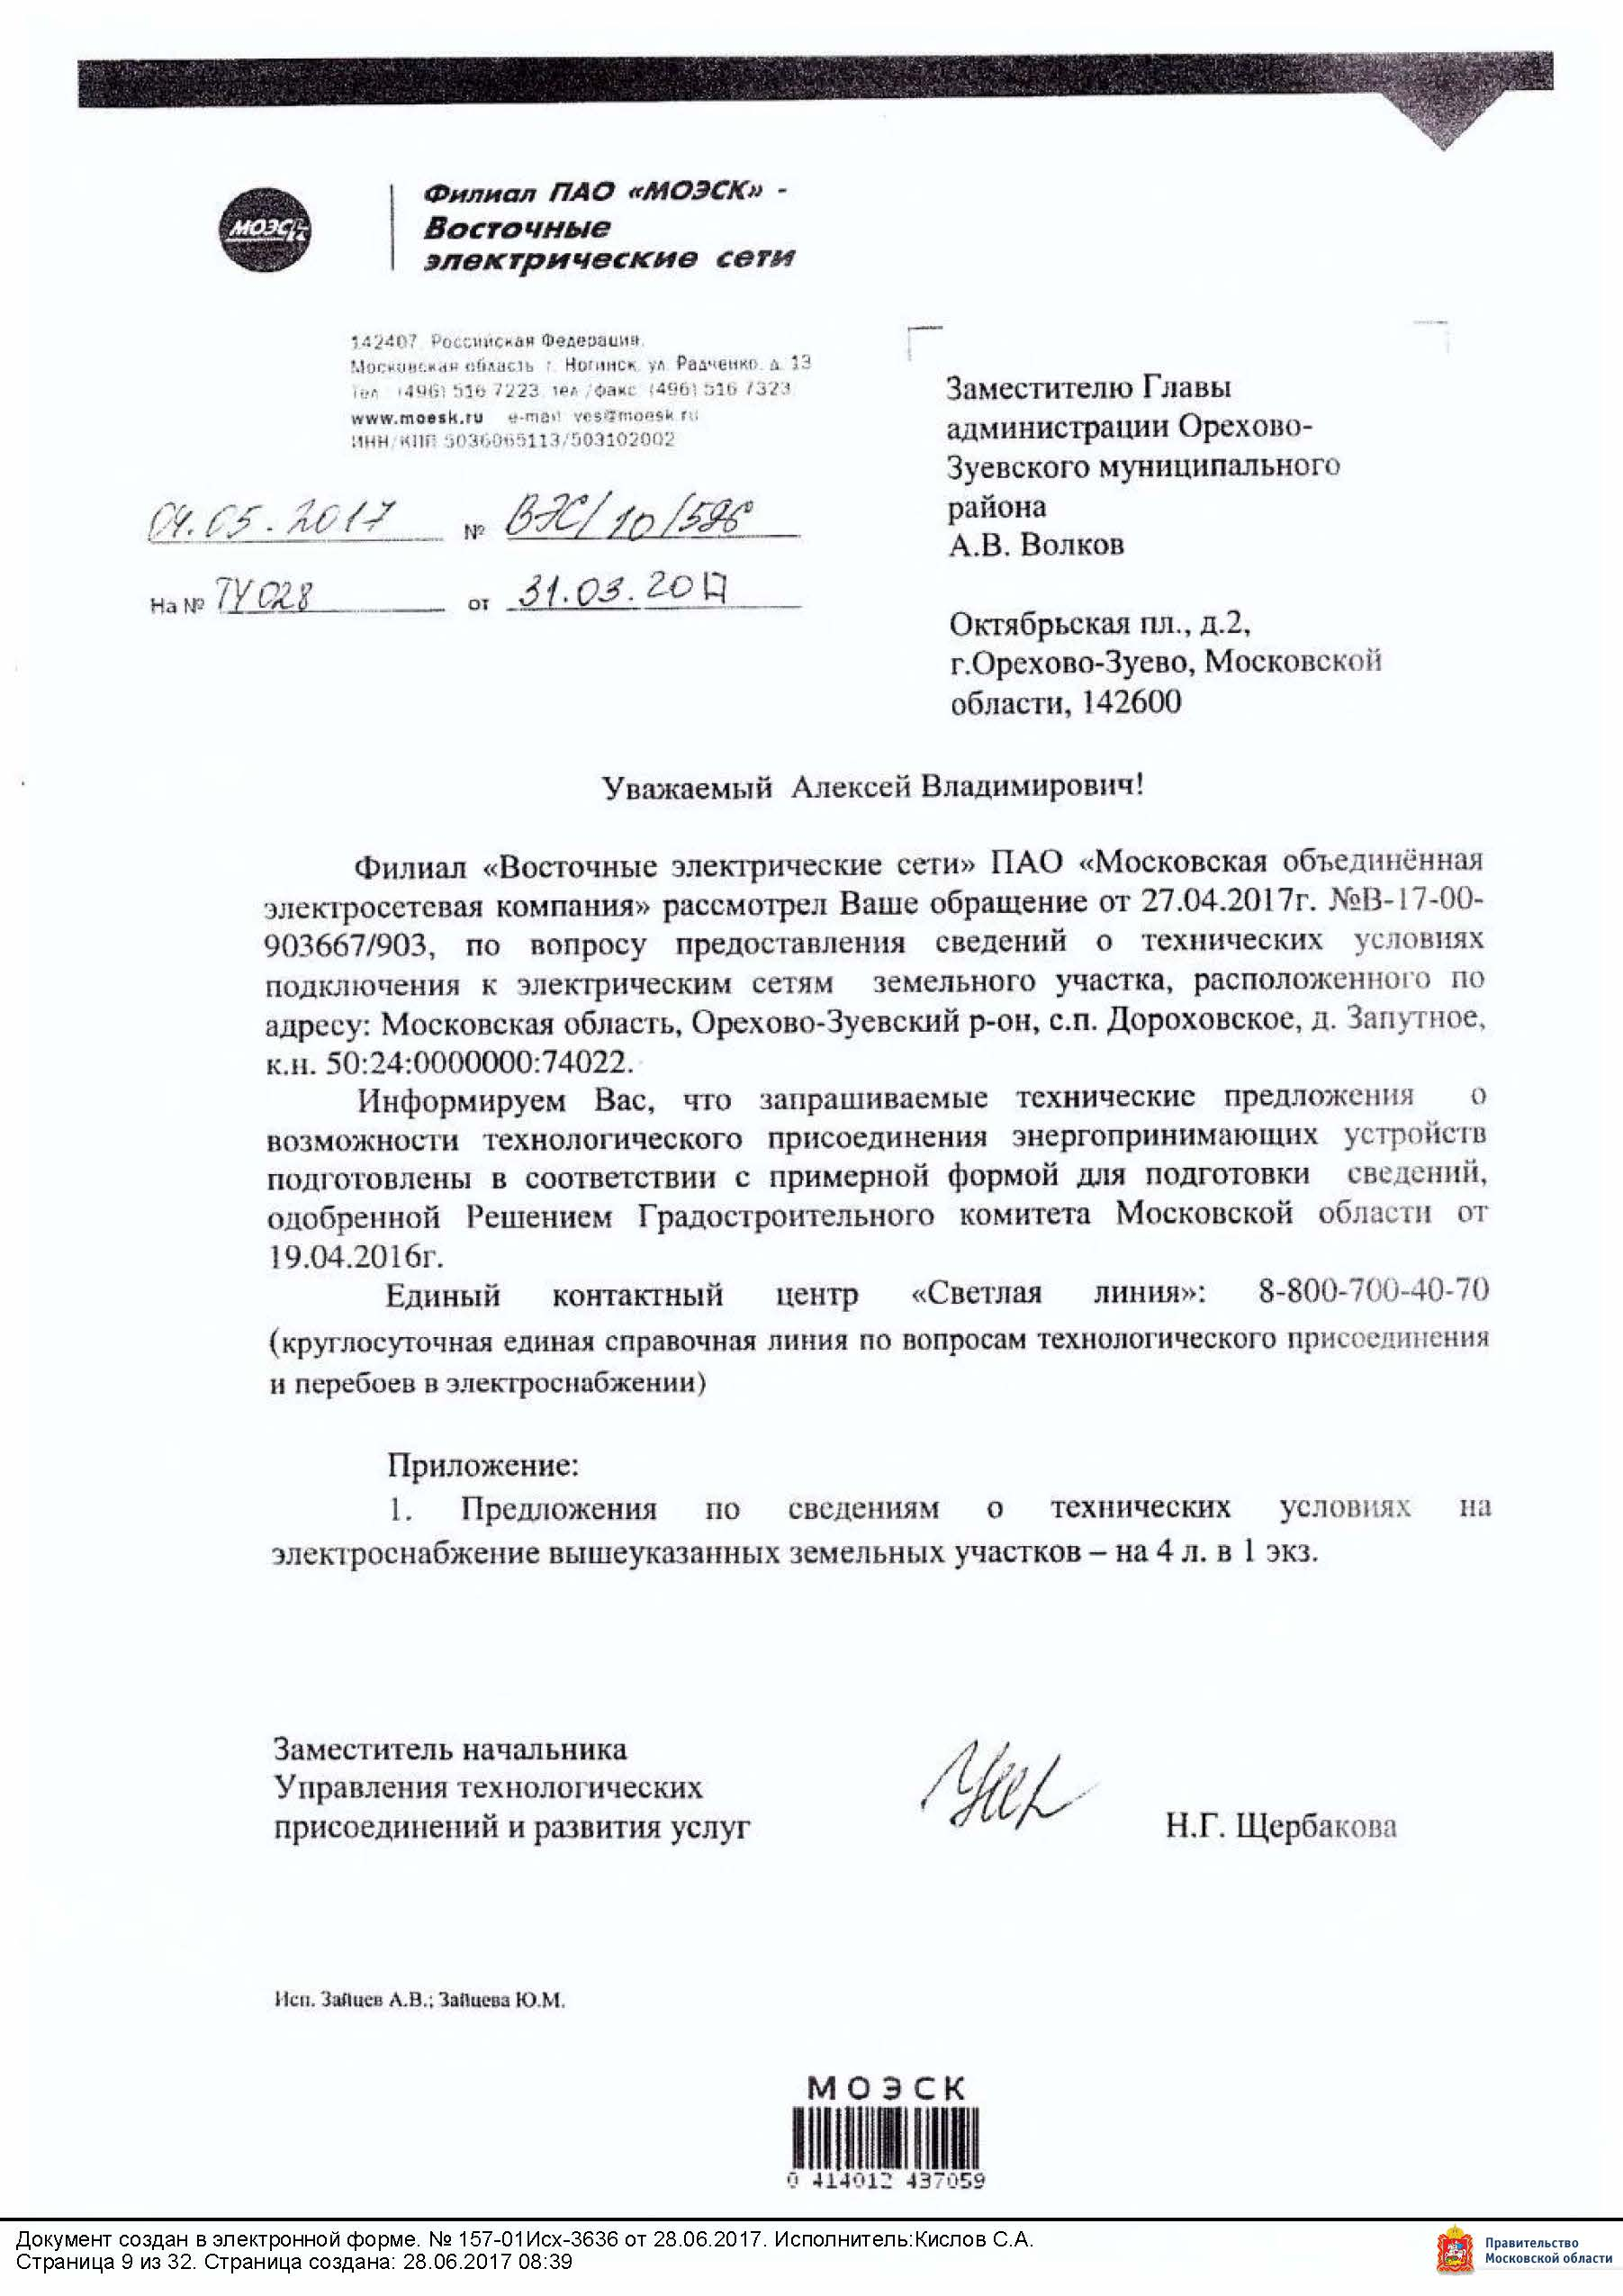 МОЭСК
Филиал ПАО «МОЭСК» -
Восточные
электрические сети
142407, Российская Федерация,
Московская область, г. Ногинск, ул. Радченко, д. 13
Тел. (496) 516 7223, тел./факс (496) 516 7323,
www.moesk.ru e-mail ves@moesk.ru
ИНН/КПП 5036065113/503102002
04.05.2017 № ВЭС/10/586
На № ТУ028 от 31.03.2017
Заместителю Главы
администрации Орехово-
Зуевского муниципального
района
А.В. Волков
Октябрьская пл., д.2,
г.Орехово-Зуево, Московской
области, 142600
Уважаемый Алексей Владимирович!
Филиал «Восточные электрические сети» ПАО «Московская объединённая
электросетевая компания» рассмотрел Ваше обращение от 27.04.2017г. №В-17-00-
903667/903, по вопросу предоставления сведений о технических условиях
подключения к электрическим сетям земельного участка, расположенного по
адресу: Московская область, Орехово-Зуевский р-он, с.п. Дороховское, д. Запутное,
к.н. 50:24:0000000:74022.
Информируем Вас, что запрашиваемые технические предложения о
возможности технологического присоединения энергопринимающих устройств
подготовлены в соответствии с примерной формой для подготовки сведений,
одобренной Решением Градостроительного комитета Московской области от
19.04.2016г.
Единый контактный центр «Светлая линия»: 8-800-700-40-70
(круглосуточная единая справочная линия по вопросам технологического присоединения
и перебоев в электроснабжении)
Приложение:
1. Предложения по сведениям о технических условиях на
электроснабжение вышеуказанных земельных участков – на 4 л. в 1 экз.
Заместитель начальника
Управления технологических
присоединений и развития услуг
Н.Г. Щербакова
Исп. Зайцев А.В.; Зайцева Ю.М.
МОЭСК
0 414012 437059
Документ создан в электронной форме. № 157-01Исх-3636 от 28.06.2017. Исполнитель:Кислов С.А.
Страница 9 из 32. Страница создана: 28.06.2017 08:39
Правительство
Московской области